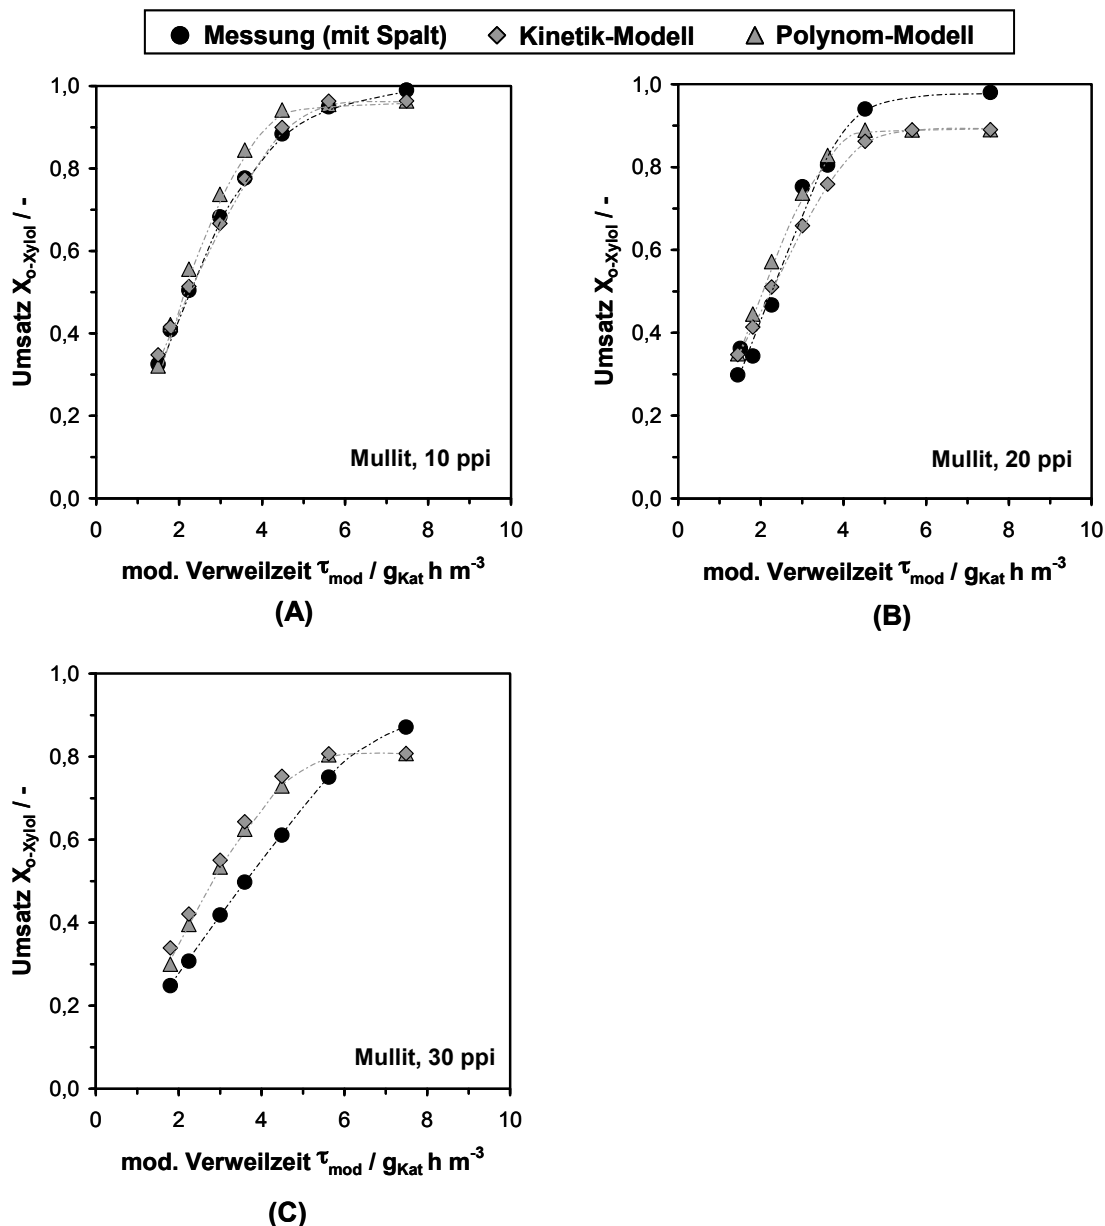 Messung (mit Spalt) Kinetik-Modell Polynom-Modell
1,0
0,8
0,6
0,4
0,2
0,0
Umsatz X o-Xylol / -
Mullit, 10 ppi
0 2 4 6 8 10
mod. Verweilzeit τmod / gKat h m-3
(A)
1,0
0,8
0,6
0,4
0,2
0,0
Umsatz X o-Xylol / -
Mullit, 20 ppi
0 2 4 6 8 10
mod. Verweilzeit τmod / gKat h m-3
(B)
1,0
0,8
0,6
0,4
0,2
0,0
Umsatz X o-Xylol / -
Mullit, 30 ppi
0 2 4 6 8 10
mod. Verweilzeit τmod / gKat h m-3
(C)